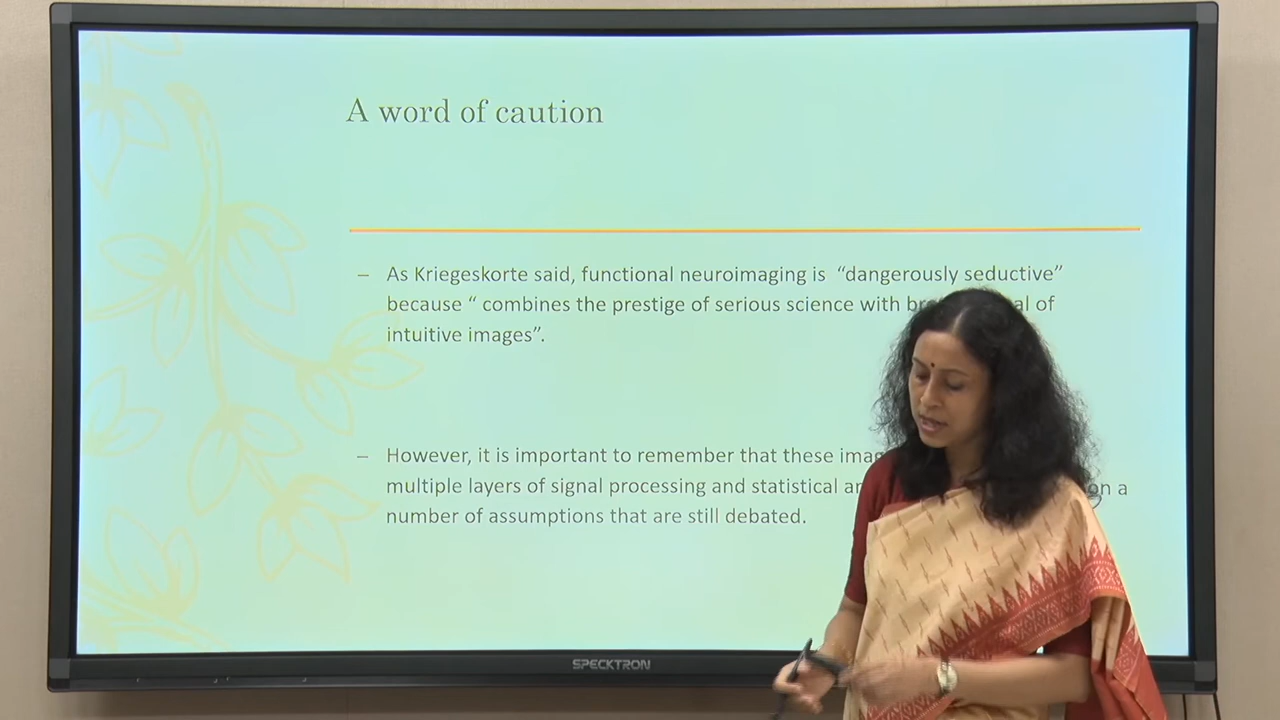 A word of caution
– As Kriegeskorte said, functional neuroimaging is “dangerously seductive”
because “ combines the prestige of serious science with of
intuitive images”.
– However, it is important to remember that these
multiple layers of signal processing and statistical on a
number of assumptions that are still debated.
SPECKTRON